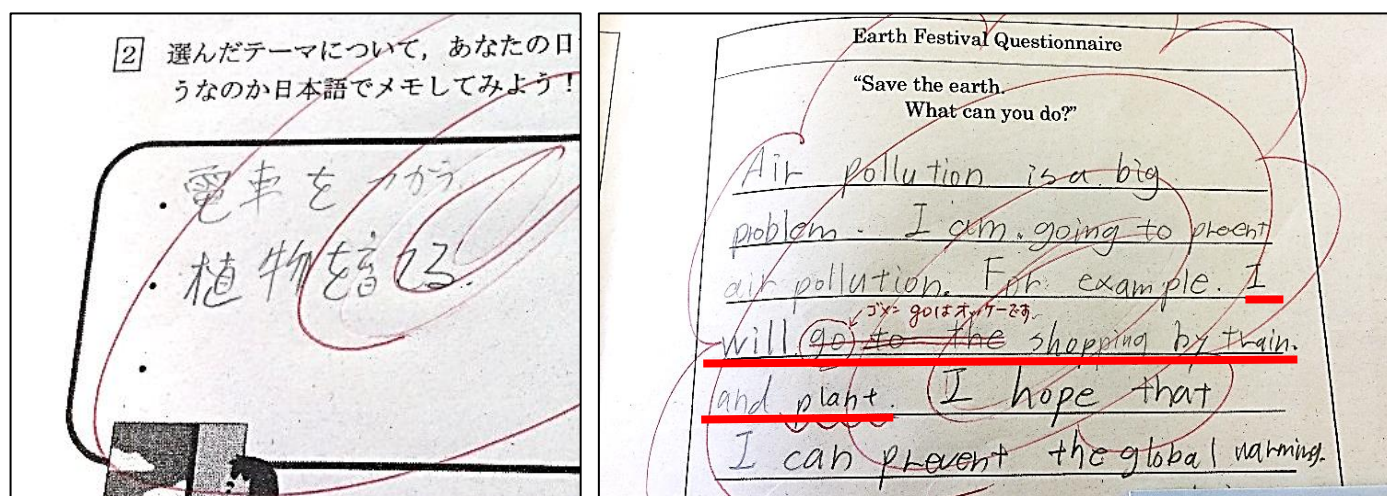 2 選んだテーマについて，あなたの日
うなのか日本語でメモしてみよう！
・電車をつかう
・植物を育てる
・
Earth Festival Questionnaire
“Save the earth.
What can you do?”
Air pollution is a big
problem. I am going to prevent
air pollution. For example. I
ゴメン goはオッケーです。
will go to the shopping by train.
and plant. I hope that
I can prevent the global warming.